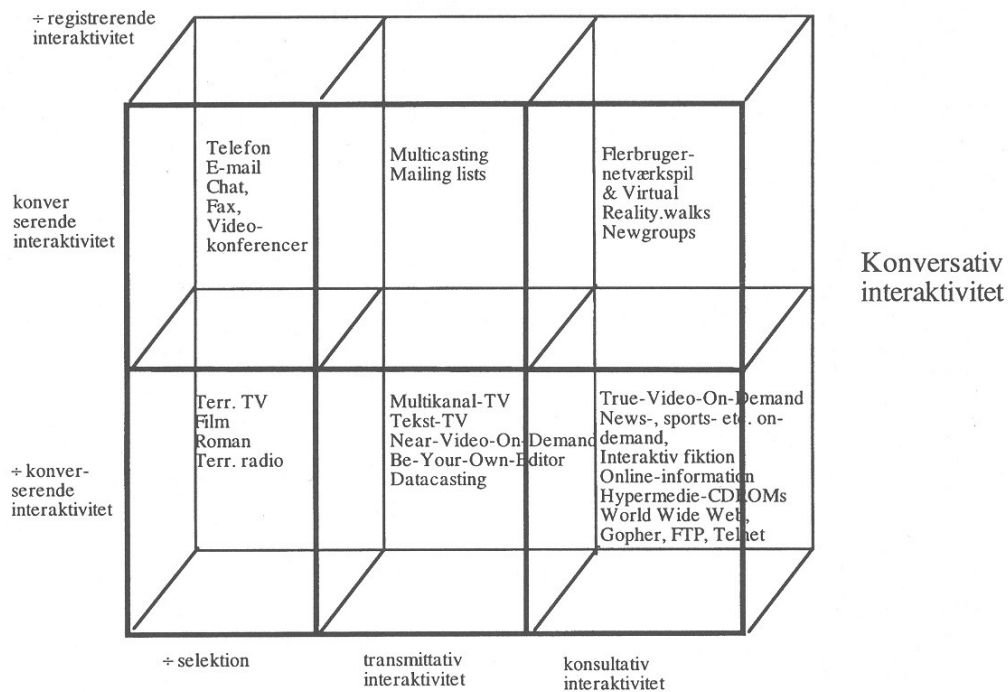 ÷ registrerende
interaktivitet
Telefon
E-mail
Chat,
Fax,
Video-
konferencer
Multicasting
Mailing lists
Flerbruger-
netværkspil
& Virtual
Reality.walks
Newgroups
konver
serende
interaktivitet
Konversativ
interaktivitet
Terr. TV
Film
Roman
Terr. radio
Multikanal-TV
Tekst-TV
Near-Video-On-Demand
Be-Your-Own-Editor
Datacasting
True-Video-On-Demand
News-, sports- etc. on-
demand,
Interaktiv fiktion
Online-information
Hypermedie-CDROMs
World Wide Web,
Gopher, FTP, Telnet
÷ konver-
serende
interaktivitet
÷ selektion
transmittativ
interaktivitet
konsultativ
interaktivitet